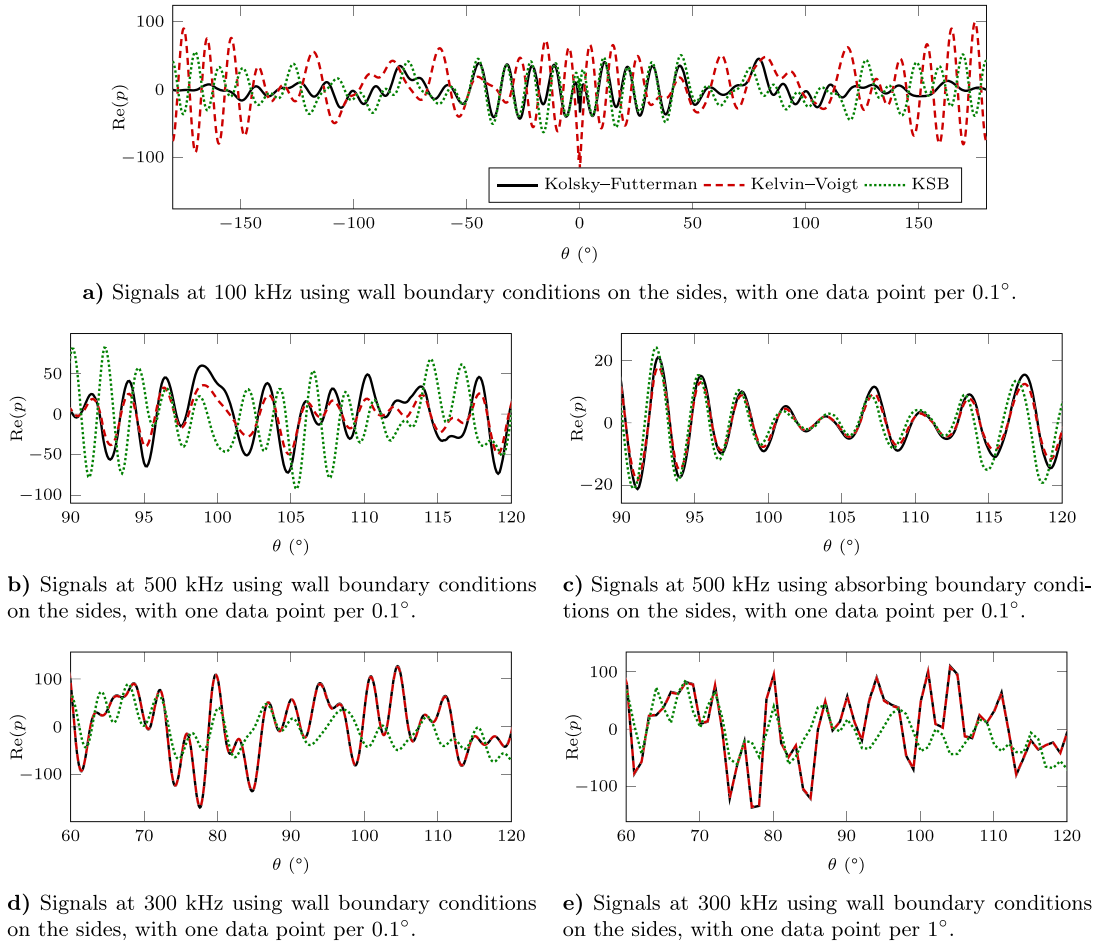 100
0
−100
Re(p)
−150
−100
−50
0
50
100
150
θ (°)
Kolsky–Futterman
Kelvin–Voigt
KSB
a) Signals at 100 kHz using wall boundary conditions on the sides, with one data point per 0.1°.
50
0
−50
−100
Re(p)
90
95
100
105
110
115
120
θ (°)
b) Signals at 500 kHz using wall boundary conditions
on the sides, with one data point per 0.1°.
20
0
−20
Re(p)
90
95
100
105
110
115
120
θ (°)
c) Signals at 500 kHz using absorbing boundary condi-
tions on the sides, with one data point per 0.1°.
100
0
−100
Re(p)
60
70
80
90
100
110
120
θ (°)
d) Signals at 300 kHz using wall boundary conditions
on the sides, with one data point per 0.1°.
100
0
−100
Re(p)
60
70
80
90
100
110
120
θ (°)
e) Signals at 300 kHz using wall boundary conditions
on the sides, with one data point per 1°.